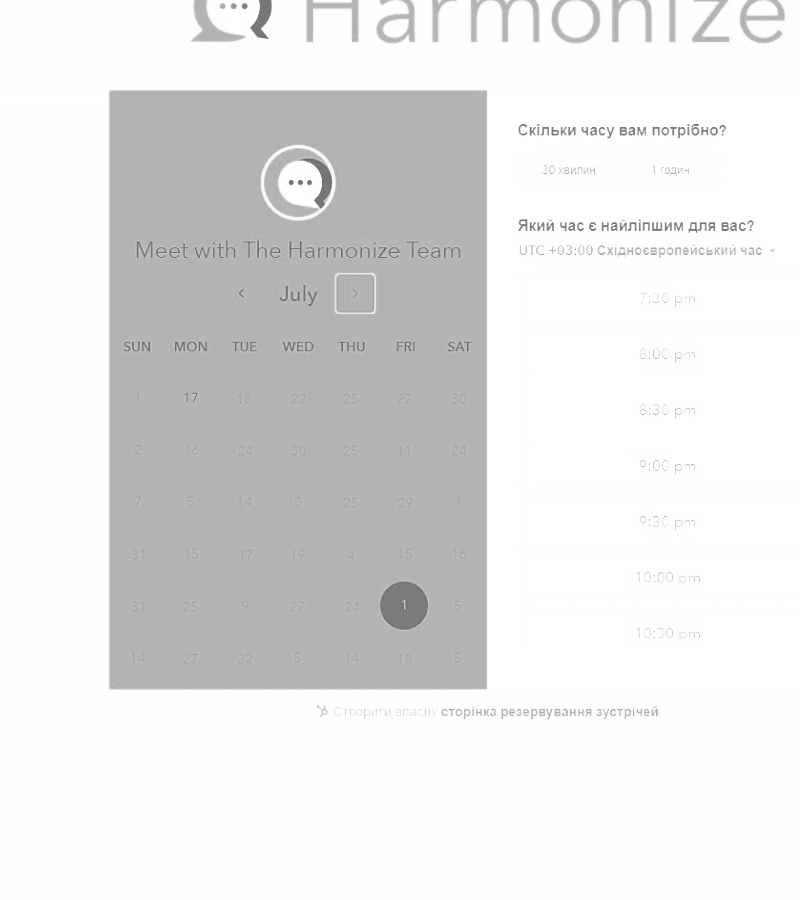 Harmonize
Meet with The Harmonize Team
July
SUN MON TUE WED THU FRI SAT
1 17 18 22 25 27 30
2 16 24 30 25 11 24
7 5 14 8 25 29 1
31 15 17 19 4 15 16
31 25 9 27 24 1 5
14 27 22 5 14 18 5
Скільки часу вам потрібно?
30 хвилин 1 годин
Який час є найліпшим для вас?
UTC +03:00 Східноєвропейський час
7:30 pm
8:00 pm
8:30 pm
9:00 pm
9:30 pm
10:00 pm
10:30 pm
Створити власну сторінка резервування зустрічей